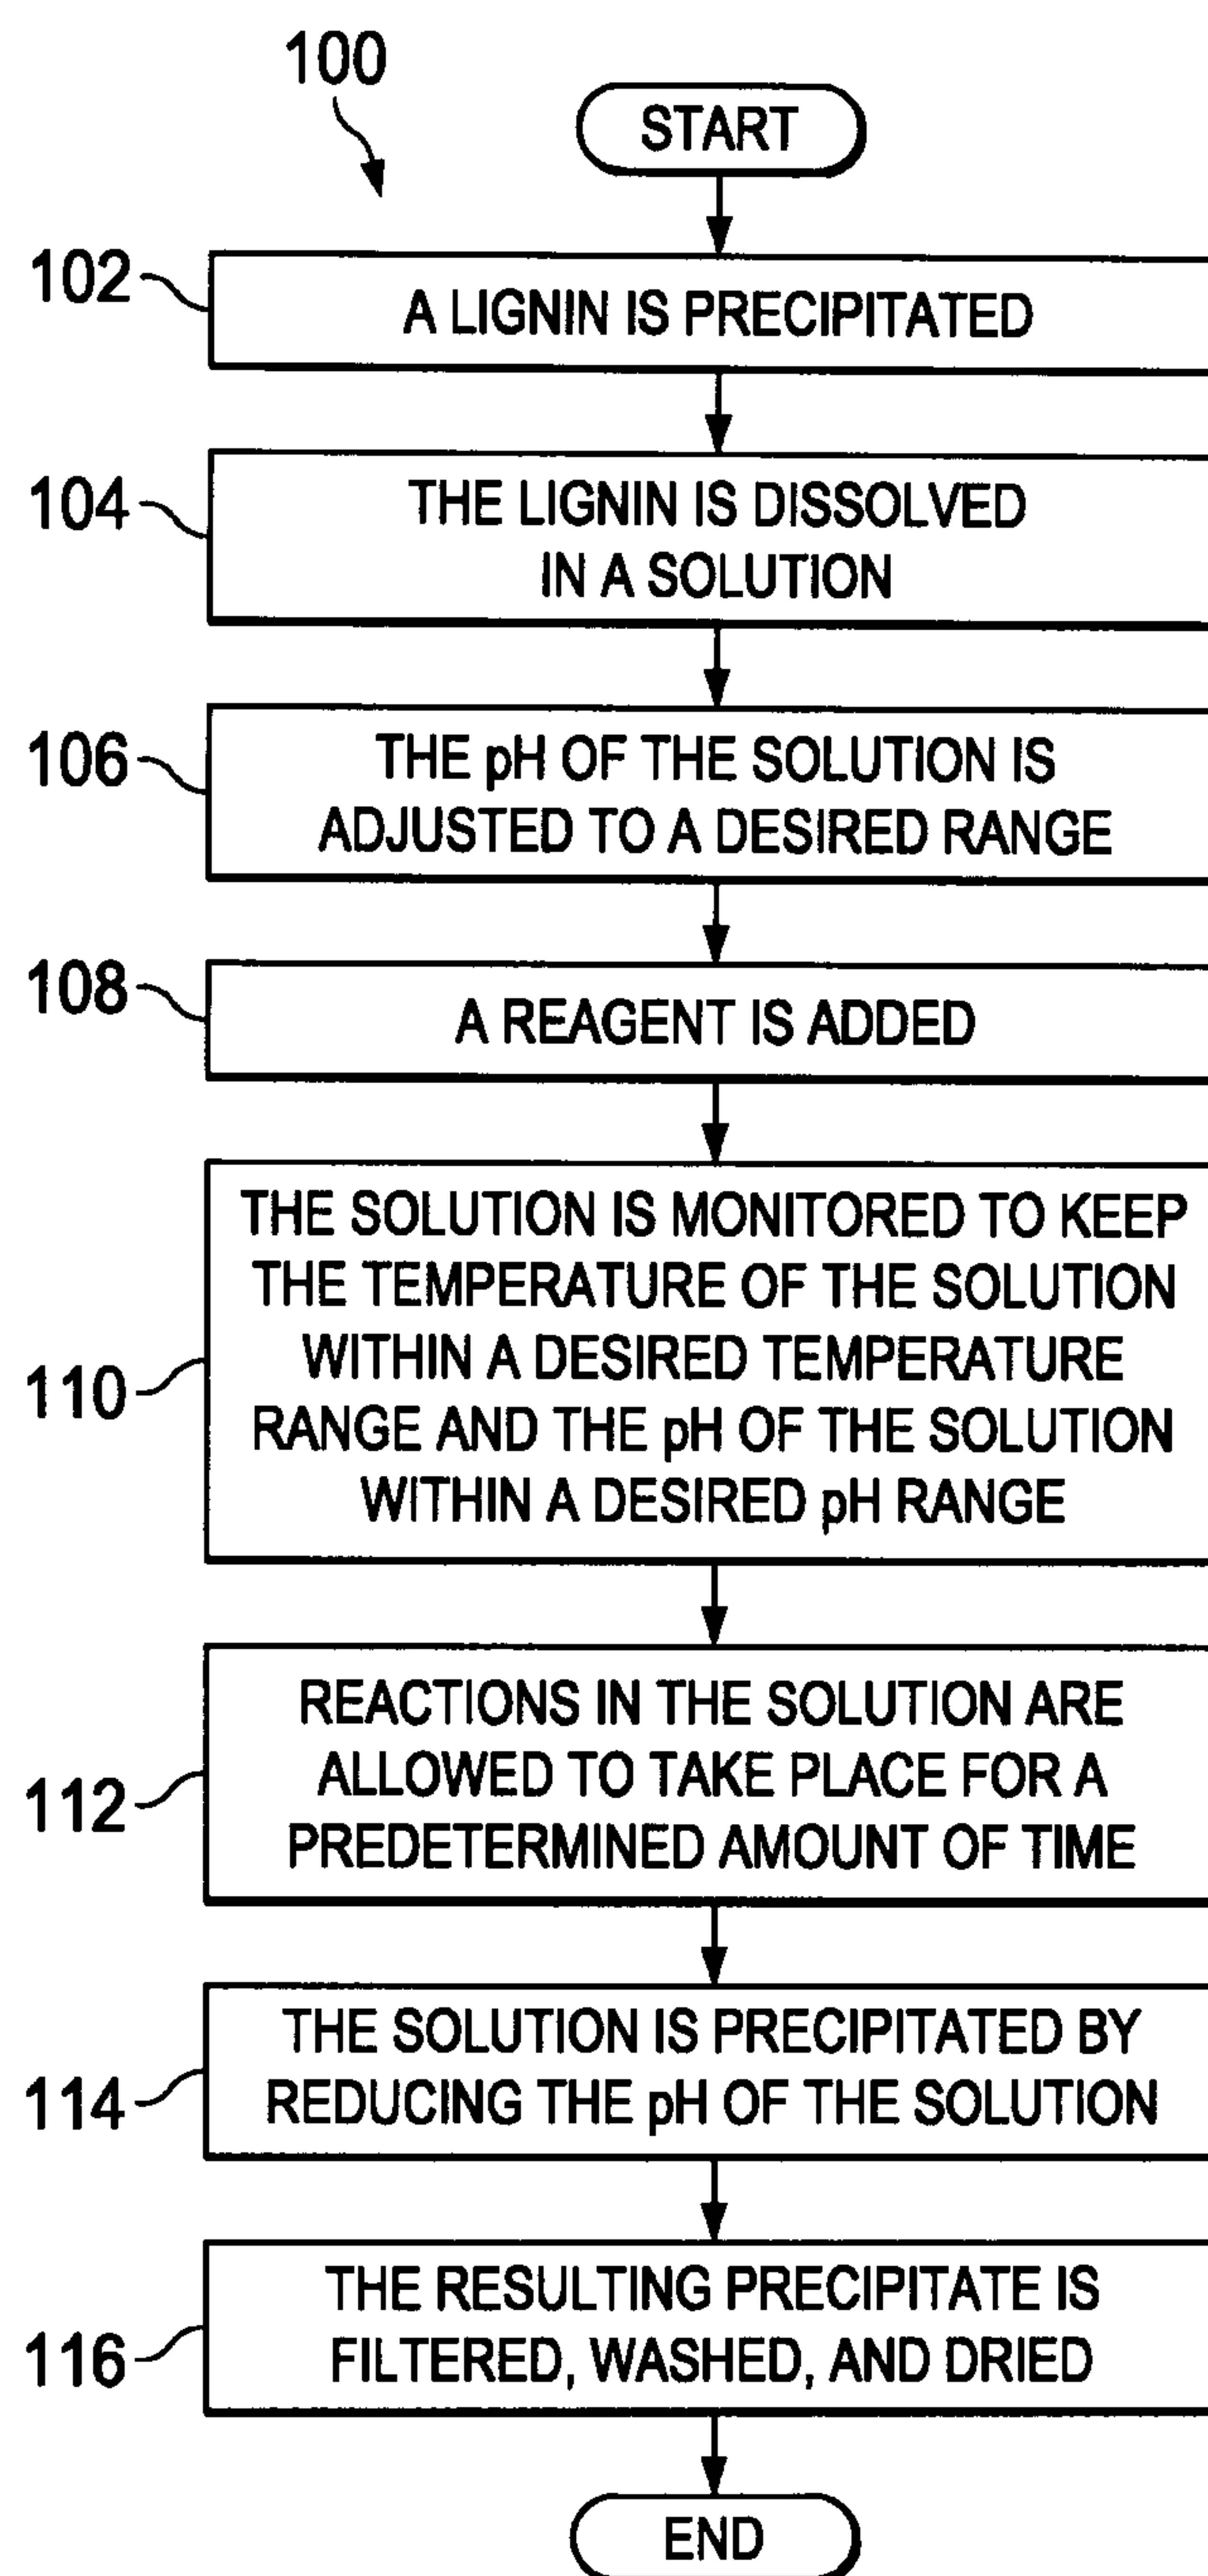 100
START
102
A LIGNIN IS PRECIPITATED
104
THE LIGNIN IS DISSOLVED
IN A SOLUTION
106
THE pH OF THE SOLUTION IS
ADJUSTED TO A DESIRED RANGE
108
A REAGENT IS ADDED
110
THE SOLUTION IS MONITORED TO KEEP
THE TEMPERATURE OF THE SOLUTION
WITHIN A DESIRED TEMPERATURE
RANGE AND THE pH OF THE SOLUTION
WITHIN A DESIRED pH RANGE
112
REACTIONS IN THE SOLUTION ARE
ALLOWED TO TAKE PLACE FOR A
PREDETERMINED AMOUNT OF TIME
114
THE SOLUTION IS PRECIPITATED BY
REDUCING THE pH OF THE SOLUTION
116
THE RESULTING PRECIPITATE IS
FILTERED, WASHED, AND DRIED
END